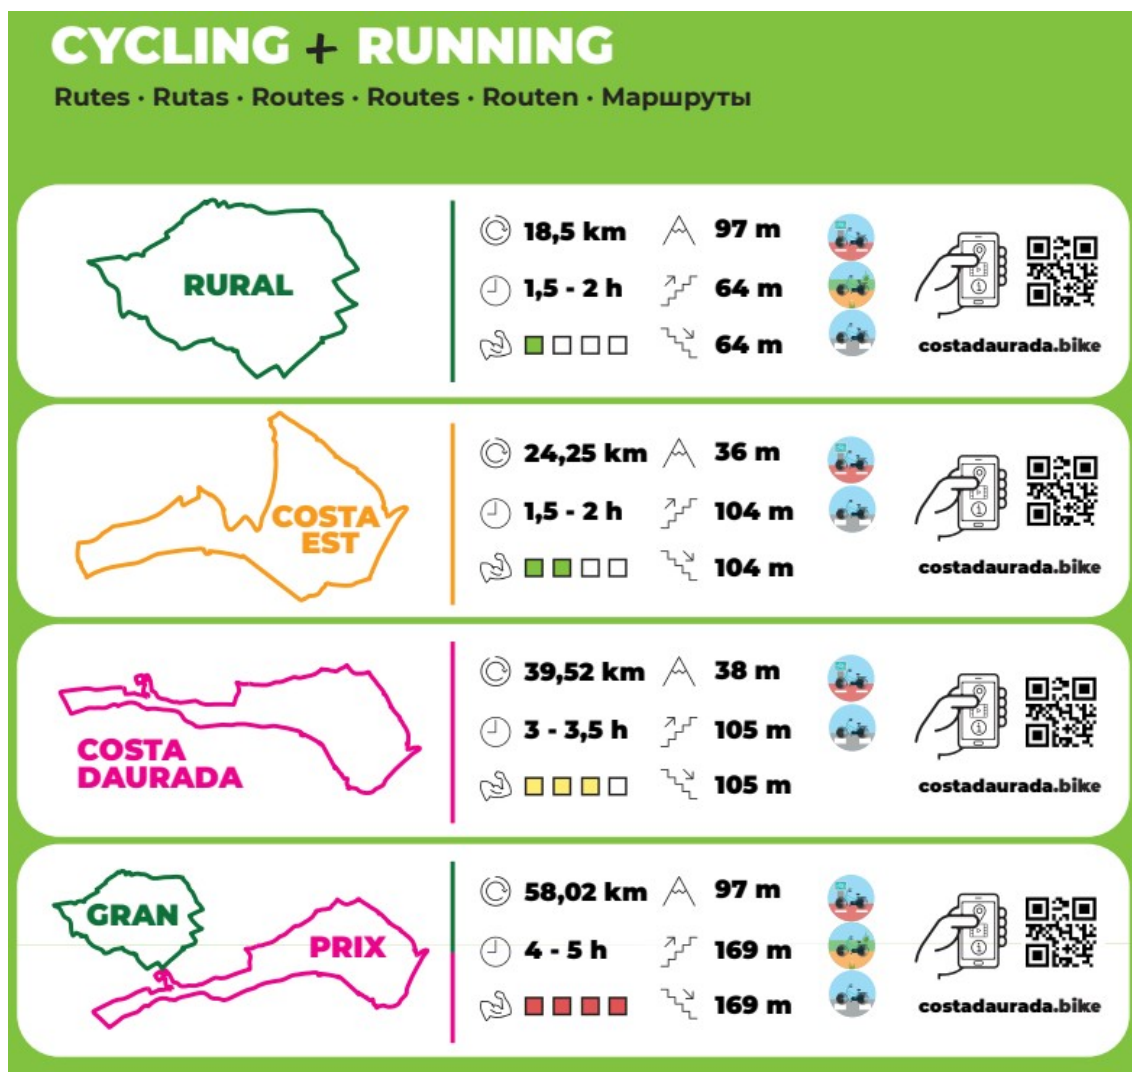 CYCLING + RUNNING
Rutes · Rutas · Routes · Routes · Routen · Маршруты
RURAL
18,5 km
97 m
1,5 - 2 h
64 m
64 m
costadaurada.bike
COSTA
EST
24,25 km
36 m
1,5 - 2 h
104 m
104 m
costadaurada.bike
COSTA
DAURADA
39,52 km
38 m
3 - 3,5 h
105 m
105 m
costadaurada.bike
GRAN
PRIX
58,02 km
97 m
4 - 5 h
169 m
169 m
costadaurada.bike